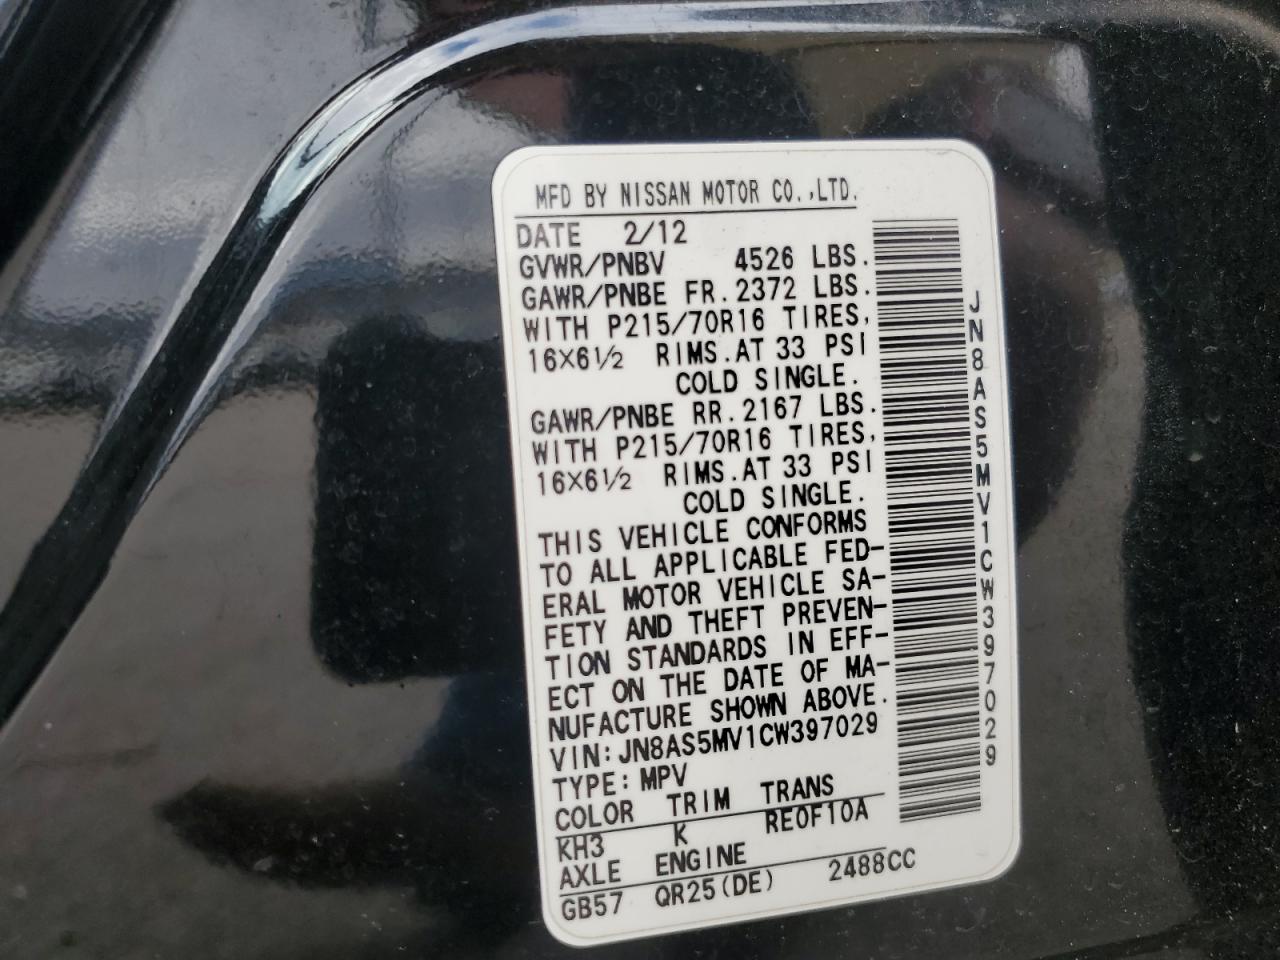 MFD BY NISSAN MOTOR CO.,LTD.
DATE 2/12
GVWR/PNBV 4526 LBS.
GAWR/PNBE FR.2372 LBS.
WITH P215/70R16 TIRES,
16X6½ RIMS.AT 33 PSI
COLD SINGLE.
GAWR/PNBE RR.2167 LBS.
WITH P215/70R16 TIRES,
16X6½ RIMS.AT 33 PSI
COLD SINGLE.
THIS VEHICLE CONFORMS
TO ALL APPLICABLE FED-
ERAL MOTOR VEHICLE SA-
FETY AND THEFT PREVEN-
TION STANDARDS IN EFF-
ECT ON THE DATE OF MA-
NUFACTURE SHOWN ABOVE.
VIN:JN8AS5MV1CW397029
TYPE:MPV
COLOR TRIM TRANS
KH3 K RE0F10A
AXLE ENGINE
GB57 QR25(DE) 2488CC
JN8AS5MV1CW397029